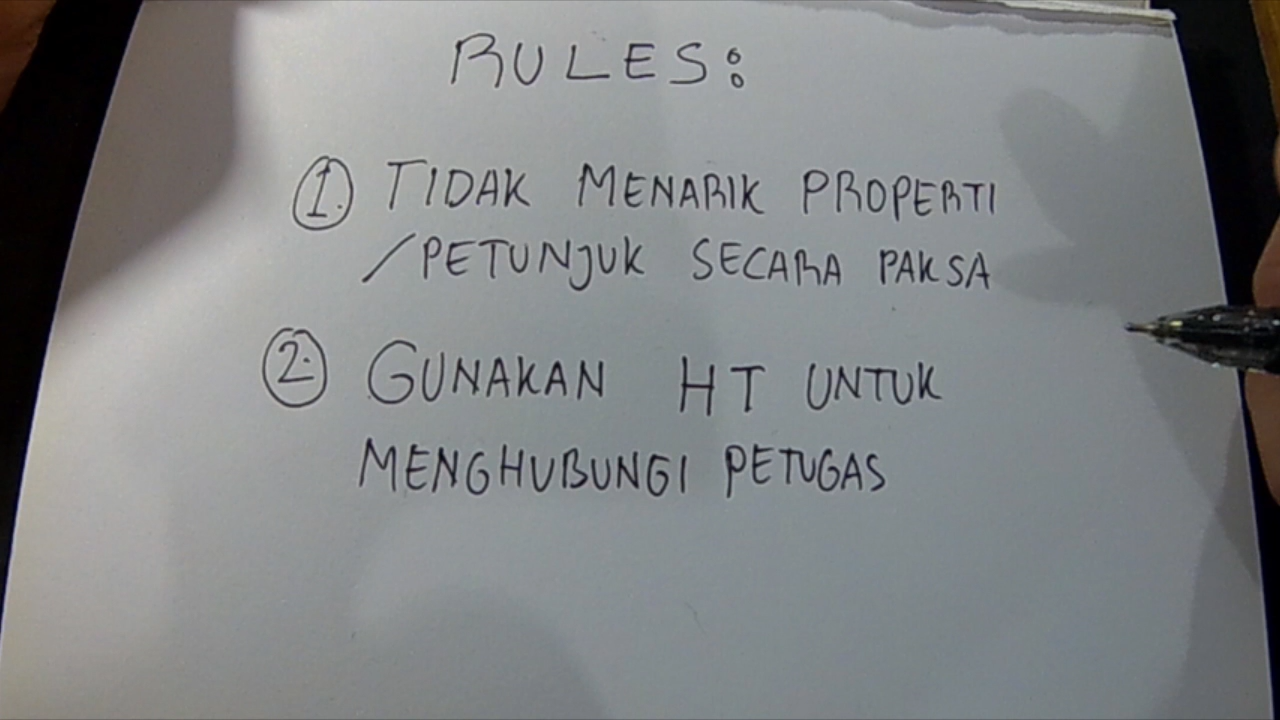 RULES:
1. TIDAK MENARIK PROPERTI
/PETUNJUK SECARA PAKSA
2. GUNAKAN HT UNTUK
MENGHUBUNGI PETUGAS